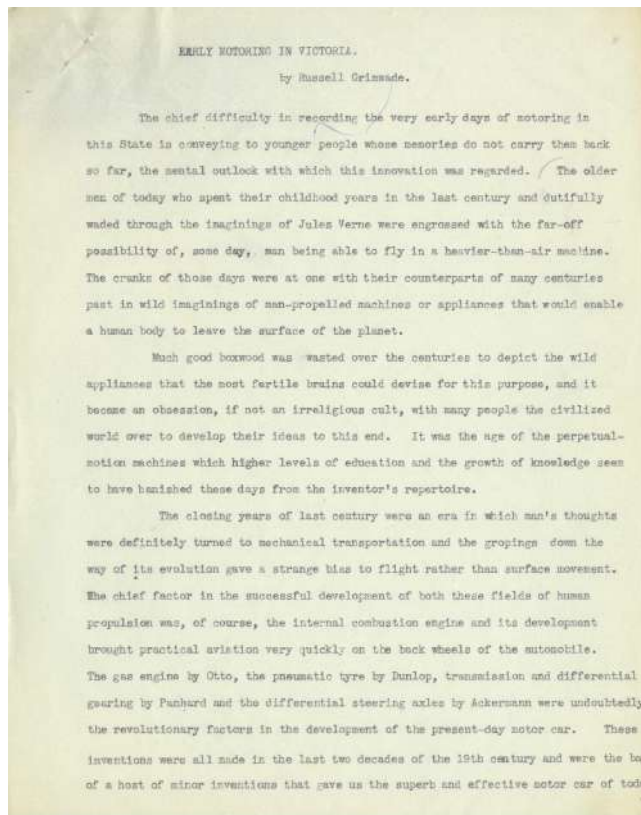 EARLY MOTORING IN VICTORIA.
by Russell Grimwade.
The chief difficulty in recording the very early days of motoring in
this State is conveying to younger people whose memories do not carry them back
so far, the mental outlook with which this innovation was regarded. The older
men of today who spent their childhood years in the last century and dutifully
waded through the imaginings of Jules Verne were engrossed with the far-off
possibility of, some day, man being able to fly in a heavier-than-air machine.
The cranks of those days were at one with their counterparts of many centuries
past in wild imaginings of man-propelled machines or appliances that would enable
a human body to leave the surface of the planet.
Much good boxwood was wasted over the centuries to depict the wild
appliances that the most fertile brains could devise for this purpose, and it
became an obsession, if not an irreligious cult, with many people the civilized
world over to develop their ideas to this end. It was the age of the perpetual-
motion machines which higher levels of education and the growth of knowledge seem
to have banished these days from the inventor's repertoire.
The closing years of last century were an era in which man's thoughts
were definitely turned to mechanical transportation and the gropings down the
way of its evolution gave a strange bias to flight rather than surface movement.
The chief factor in the successful development of both these fields of human
propulsion was, of course, the internal combustion engine and its development
brought practical aviation very quickly on the back wheels of the automobile.
The gas engine by Otto, the pneumatic tyre by Dunlop, transmission and differential
gearing by Panhard and the differential steering axles by Ackermann were undoubtedly
the revolutionary factors in the development of the present-day motor car. These
inventions were all made in the last two decades of the 19th century and were the ba
of a host of minor inventions that gave us the superb and effective motor car of tod